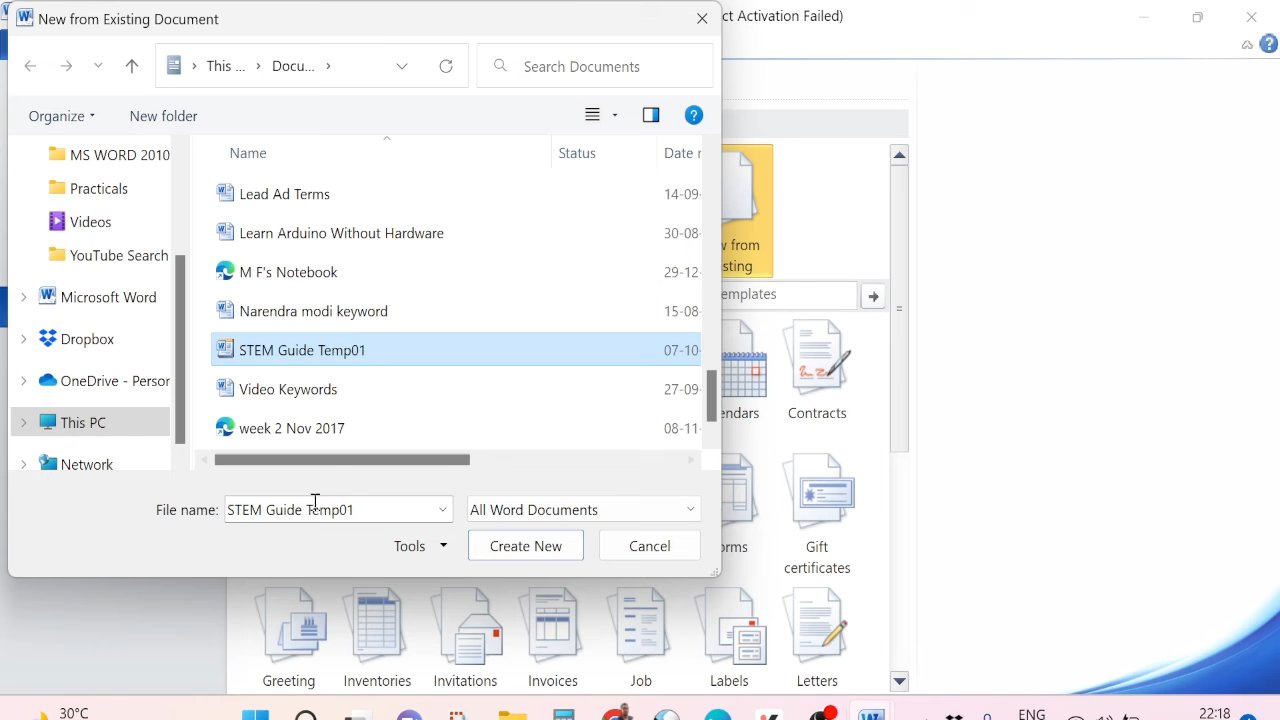 New from Existing Document
ct Activation Failed)
This ... > Docu... >
Search Documents
Organize
New folder
Name
Status
Date r
MS WORD 2010
Practicals
Videos
YouTube Search
Microsoft Word
Dropbox
OneDrive - Person
This PC
Network
Lead Ad Terms
14-09-
Learn Arduino Without Hardware
30-08-
M F's Notebook
29-12-
Narendra modi keyword
15-08-
STEM Guide Temp01
07-10-
Video Keywords
27-09-
week 2 Nov 2017
08-11-
File name:
STEM Guide Temp01
All Word Documents
Tools
Create New
Cancel
w from
sting
emplates
endars
Contracts
orms
Gift
certificates
Greeting
Inventories
Invitations
Invoices
Job
Labels
Letters
30°C
ENG
22:18